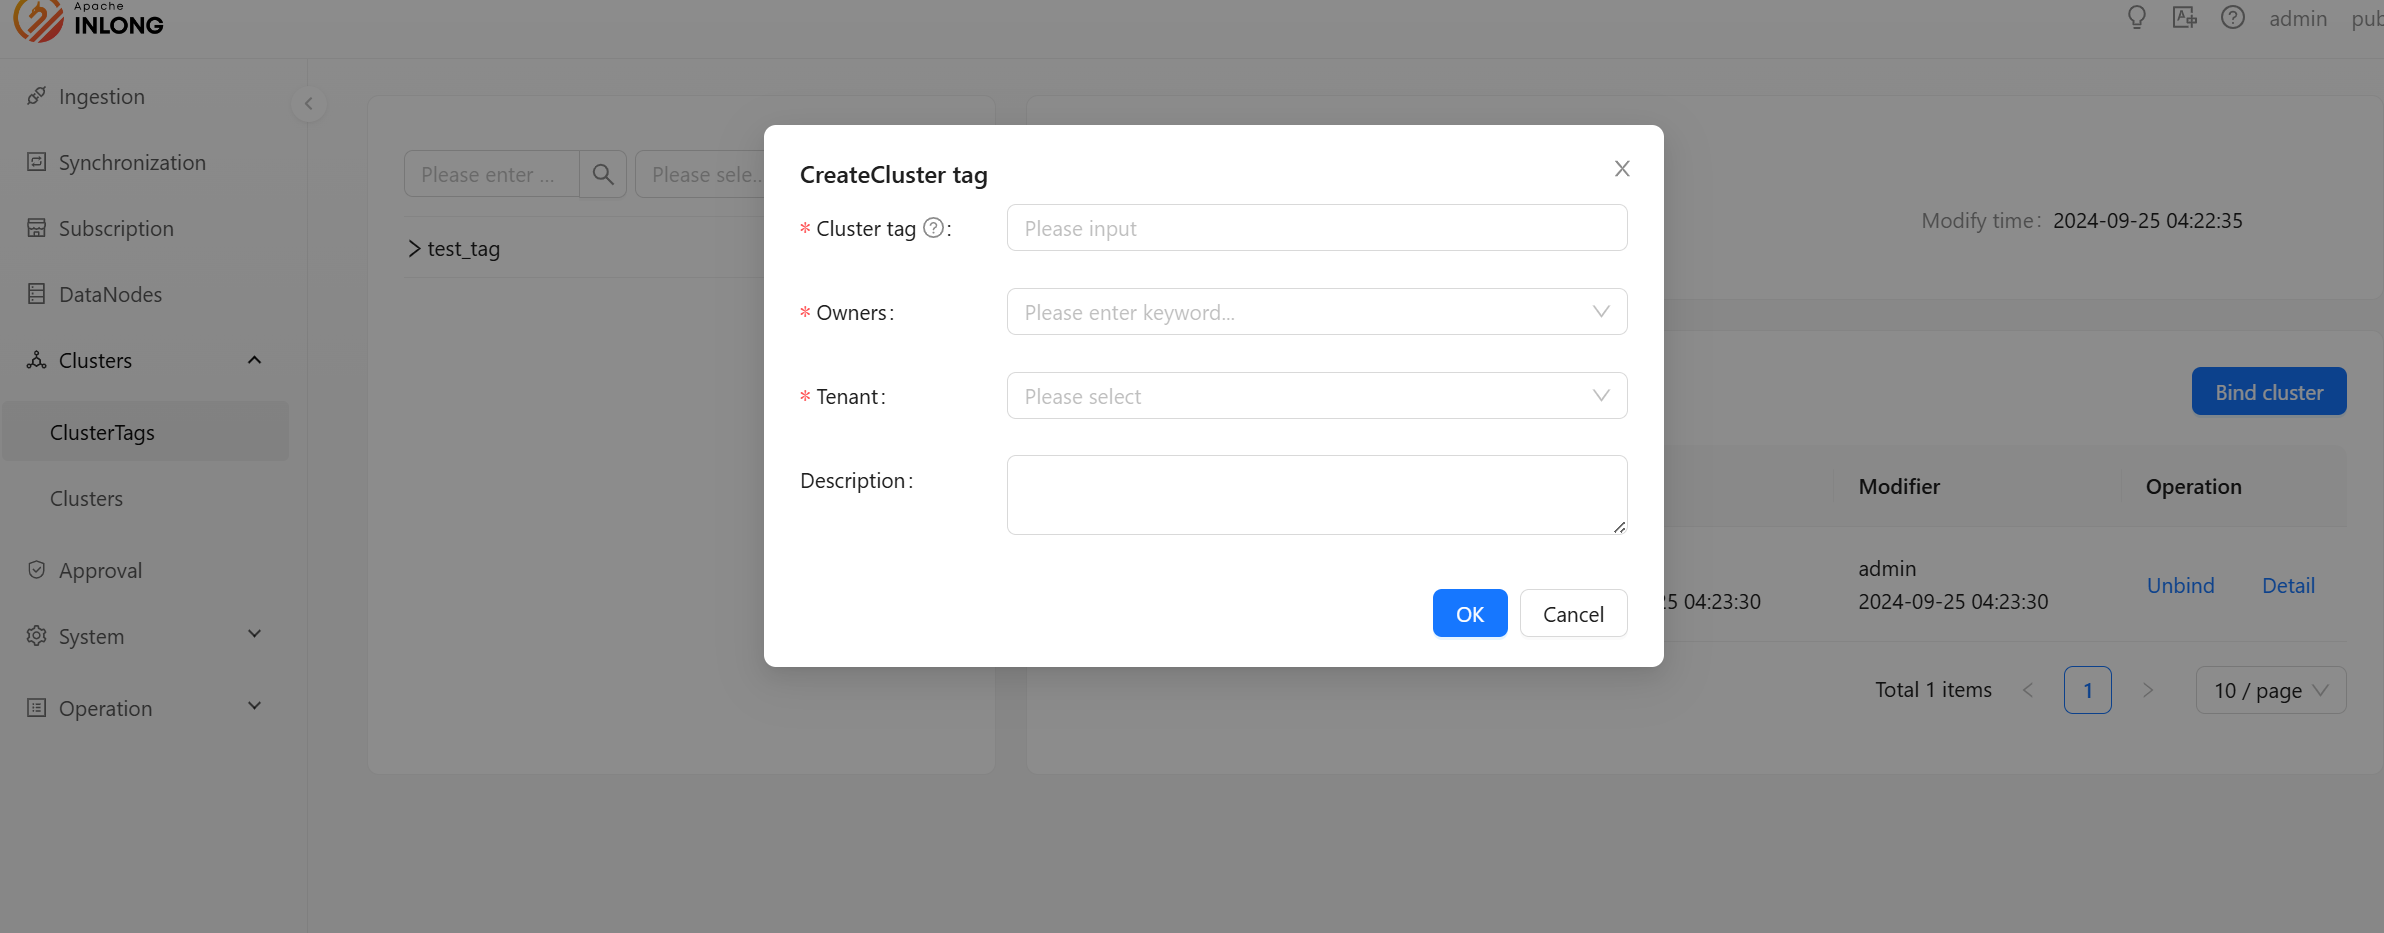 Apache
INLONG
admin
Ingestion
Synchronization
Subscription
DataNodes
Clusters
ClusterTags
Clusters
Approval
System
Operation
Please enter ...
Please sele...
test_tag
CreateCluster tag
* Cluster tag ? :
Please input
* Owners :
Please enter keyword...
* Tenant :
Please select
Description :
OK
Cancel
Modify time : 2024-09-25 04:22:35
Bind cluster
Modifier
Operation
04:23:30
admin
2024-09-25 04:23:30
Unbind
Detail
Total 1 items
1
10 / page